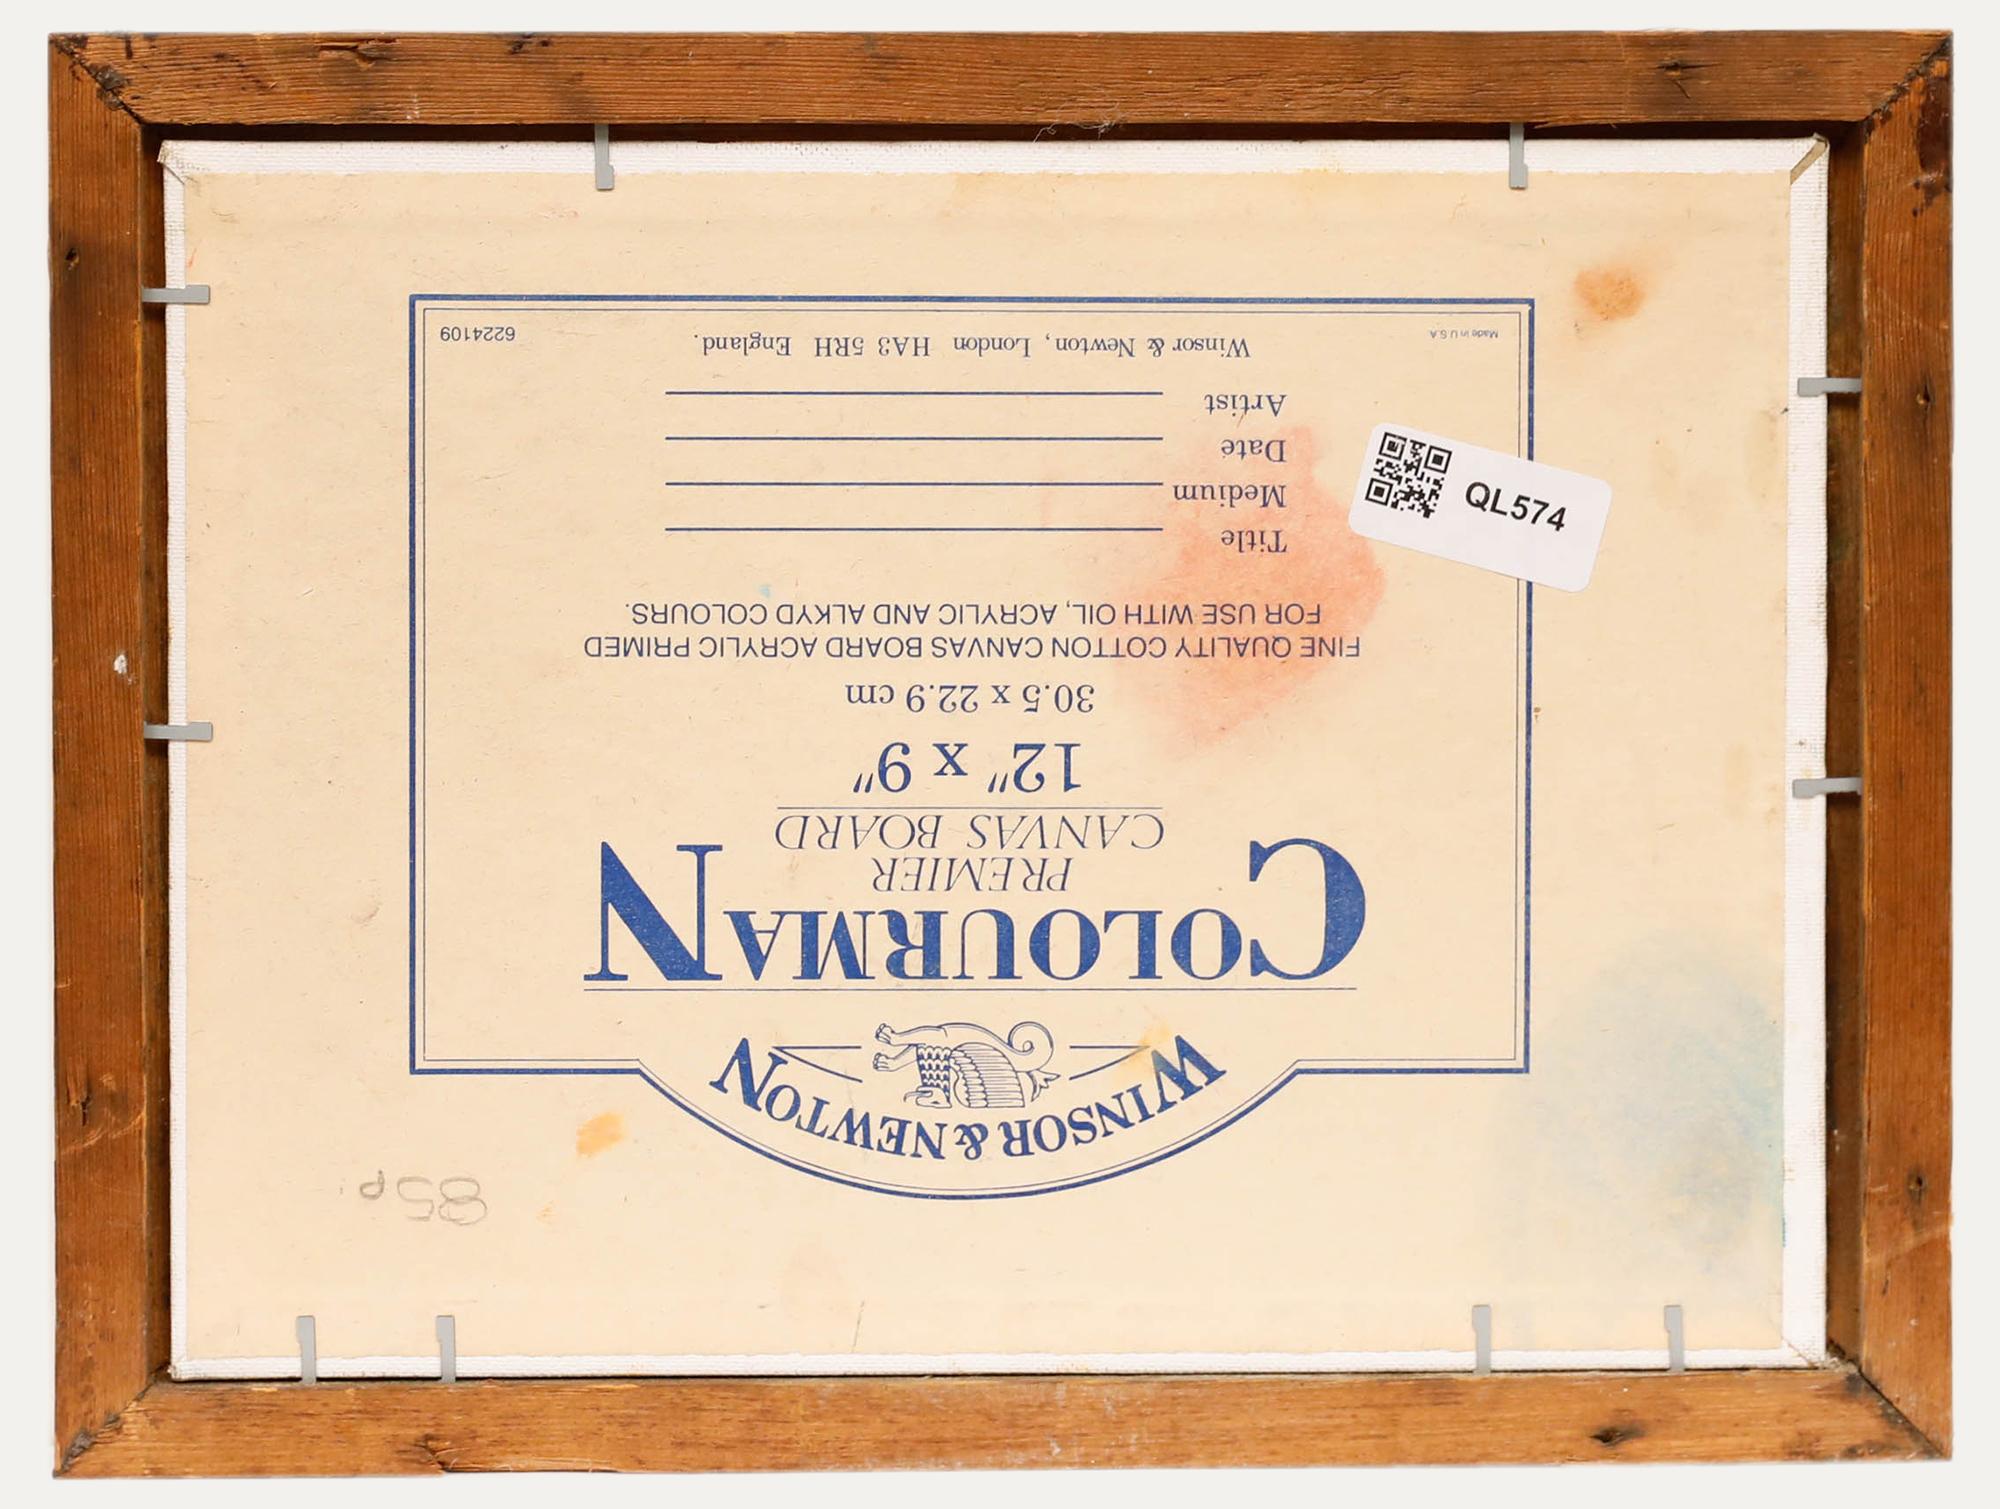 WINSOR & NEWTON
COLOURMAN
PREMIER
CANVAS BOARD
12" x 9"
30.5 x 22.9 cm
FINE QUALITY COTTON CANVAS BOARD ACRYLIC PRIMED
FOR USE WITH OIL, ACRYLIC AND ALKYD COLOURS.
Title
Medium
Date
Artist
Winsor & Newton, London HA3 5RH England.
Made in U.S.A.
6224109
85p
QL574